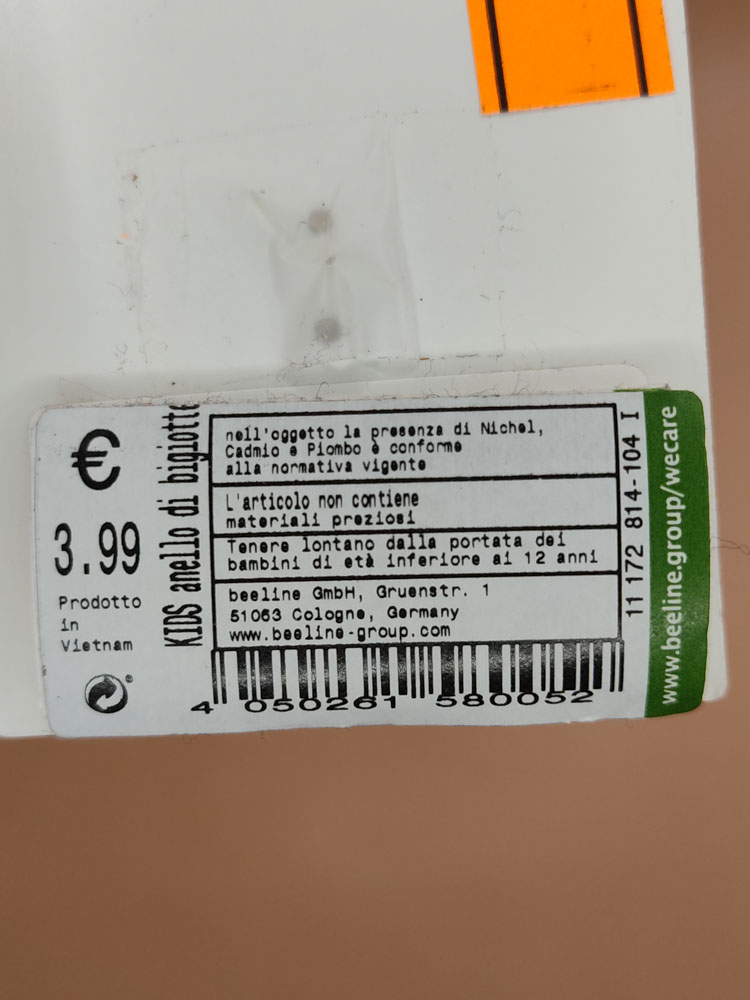 €
3.99
Prodotto
in
Vietnam
KIDS anello di bigiotte
nell'oggetto la presenza di Nichel,
Cadmio e Piombo è conforme
alla normativa vigente
L'articolo non contiene
materiali preziosi
Tenere lontano dalla portata dei
bambini di età inferiore ai 12 anni
beeline GmbH, Gruenstr. 1
51063 Cologne, Germany
www.beeline-group.com
4 050261 580052
11 172 814-104 I
www.beeline.group/wecare